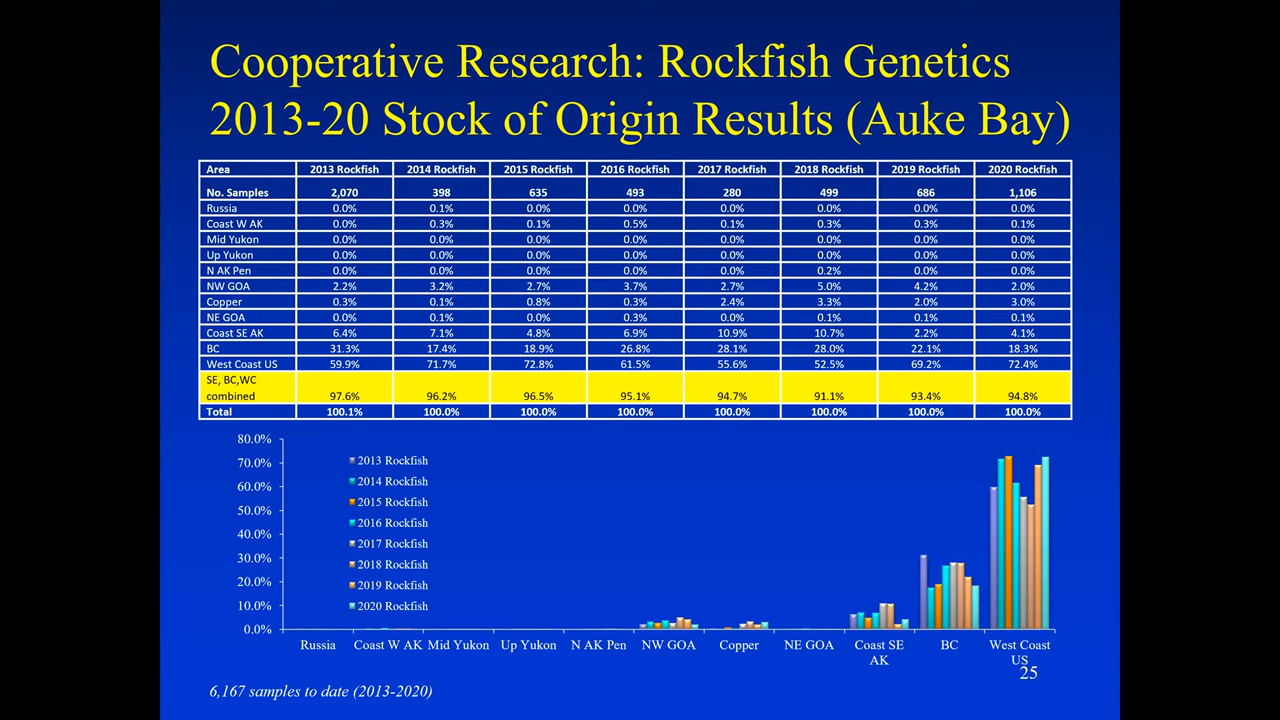 Cooperative Research: Rockfish Genetics
2013-20 Stock of Origin Results (Auke Bay)
Area 2013 Rockfish 2014 Rockfish 2015 Rockfish 2016 Rockfish 2017 Rockfish 2018 Rockfish 2019 Rockfish 2020 Rockfish
No. Samples 2,070 398 635 493 280 499 686 1,106
Russia 0.0% 0.1% 0.0% 0.0% 0.0% 0.0% 0.0% 0.0%
Coast W AK 0.0% 0.3% 0.1% 0.5% 0.1% 0.3% 0.3% 0.1%
Mid Yukon 0.0% 0.0% 0.0% 0.0% 0.0% 0.0% 0.0% 0.0%
Up Yukon 0.0% 0.0% 0.0% 0.0% 0.0% 0.0% 0.0% 0.0%
N AK Pen 0.0% 0.0% 0.0% 0.0% 0.0% 0.2% 0.0% 0.0%
NW GOA 2.2% 3.2% 2.7% 3.7% 2.7% 5.0% 4.2% 2.0%
Copper 0.3% 0.1% 0.8% 0.3% 2.4% 3.3% 2.0% 3.0%
NE GOA 0.0% 0.1% 0.0% 0.3% 0.0% 0.1% 0.1% 0.1%
Coast SE AK 6.4% 7.1% 4.8% 6.9% 10.9% 10.7% 2.2% 4.1%
BC 31.3% 17.4% 18.9% 26.8% 28.1% 28.0% 22.1% 18.3%
West Coast US 59.9% 71.7% 72.8% 61.5% 55.6% 52.5% 69.2% 72.4%
SE, BC,WC
combined 97.6% 96.2% 96.5% 95.1% 94.7% 91.1% 93.4% 94.8%
Total 100.1% 100.0% 100.0% 100.0% 100.0% 100.0% 100.0% 100.0%
80.0%
70.0%
60.0%
50.0%
40.0%
30.0%
20.0%
10.0%
0.0%
2013 Rockfish
2014 Rockfish
2015 Rockfish
2016 Rockfish
2017 Rockfish
2018 Rockfish
2019 Rockfish
2020 Rockfish
Russia Coast W AK Mid Yukon Up Yukon N AK Pen NW GOA Copper NE GOA Coast SE BC West Coast
AK US
25
6,167 samples to date (2013-2020)